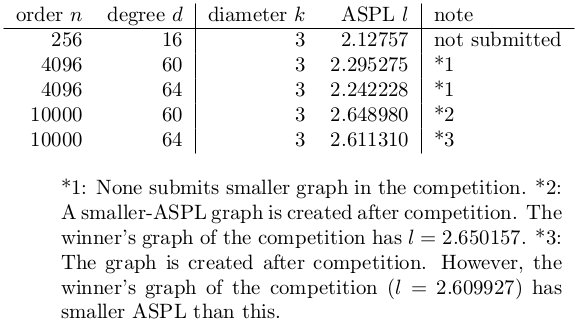 order n degree d diameter k ASPL l note
256 16 3 2.12757 not submitted
4096 60 3 2.295275 *1
4096 64 3 2.242228 *1
10000 60 3 2.648980 *2
10000 64 3 2.611310 *3
*1: None submits smaller graph in the competition. *2:
A smaller-ASPL graph is created after competition. The
winner's graph of the competition has l = 2.650157. *3:
The graph is created after competition. However, the
winner's graph of the competition (l = 2.609927) has
smaller ASPL than this.